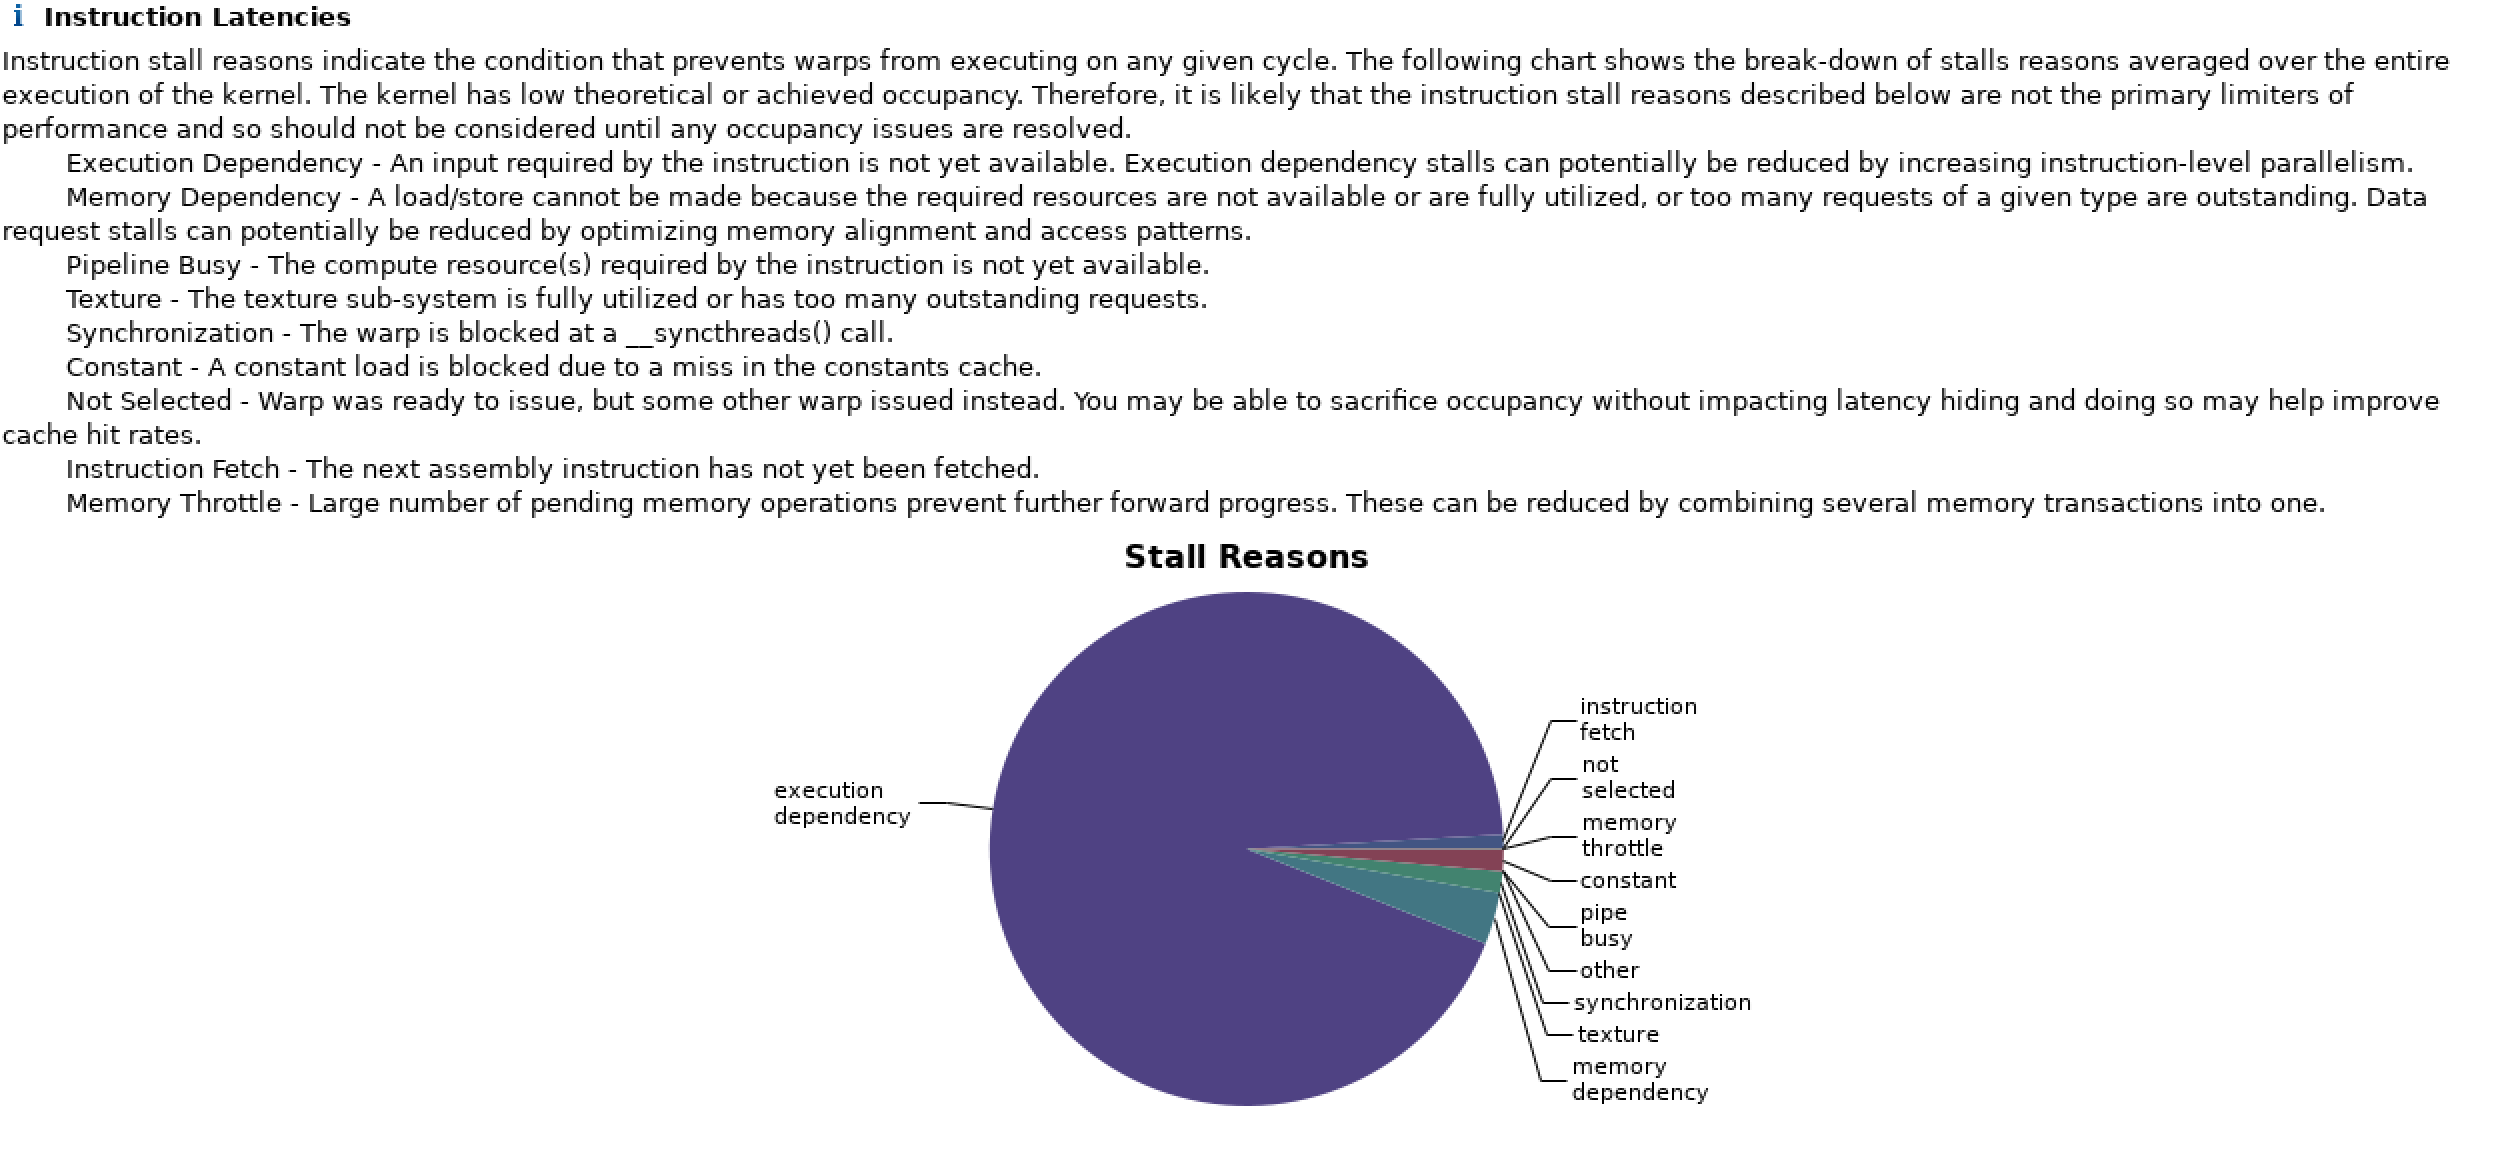 i Instruction Latencies
Instruction stall reasons indicate the condition that prevents warps from executing on any given cycle. The following chart shows the break-down of stalls reasons averaged over the entire
execution of the kernel. The kernel has low theoretical or achieved occupancy. Therefore, it is likely that the instruction stall reasons described below are not the primary limiters of
performance and so should not be considered until any occupancy issues are resolved.
Execution Dependency - An input required by the instruction is not yet available. Execution dependency stalls can potentially be reduced by increasing instruction-level parallelism.
Memory Dependency - A load/store cannot be made because the required resources are not available or are fully utilized, or too many requests of a given type are outstanding. Data
request stalls can potentially be reduced by optimizing memory alignment and access patterns.
Pipeline Busy - The compute resource(s) required by the instruction is not yet available.
Texture - The texture sub-system is fully utilized or has too many outstanding requests.
Synchronization - The warp is blocked at a __syncthreads() call.
Constant - A constant load is blocked due to a miss in the constants cache.
Not Selected - Warp was ready to issue, but some other warp issued instead. You may be able to sacrifice occupancy without impacting latency hiding and doing so may help improve
cache hit rates.
Instruction Fetch - The next assembly instruction has not yet been fetched.
Memory Throttle - Large number of pending memory operations prevent further forward progress. These can be reduced by combining several memory transactions into one.
Stall Reasons
execution
dependency
instruction
fetch
not
selected
memory
throttle
constant
pipe
busy
other
synchronization
texture
memory
dependency